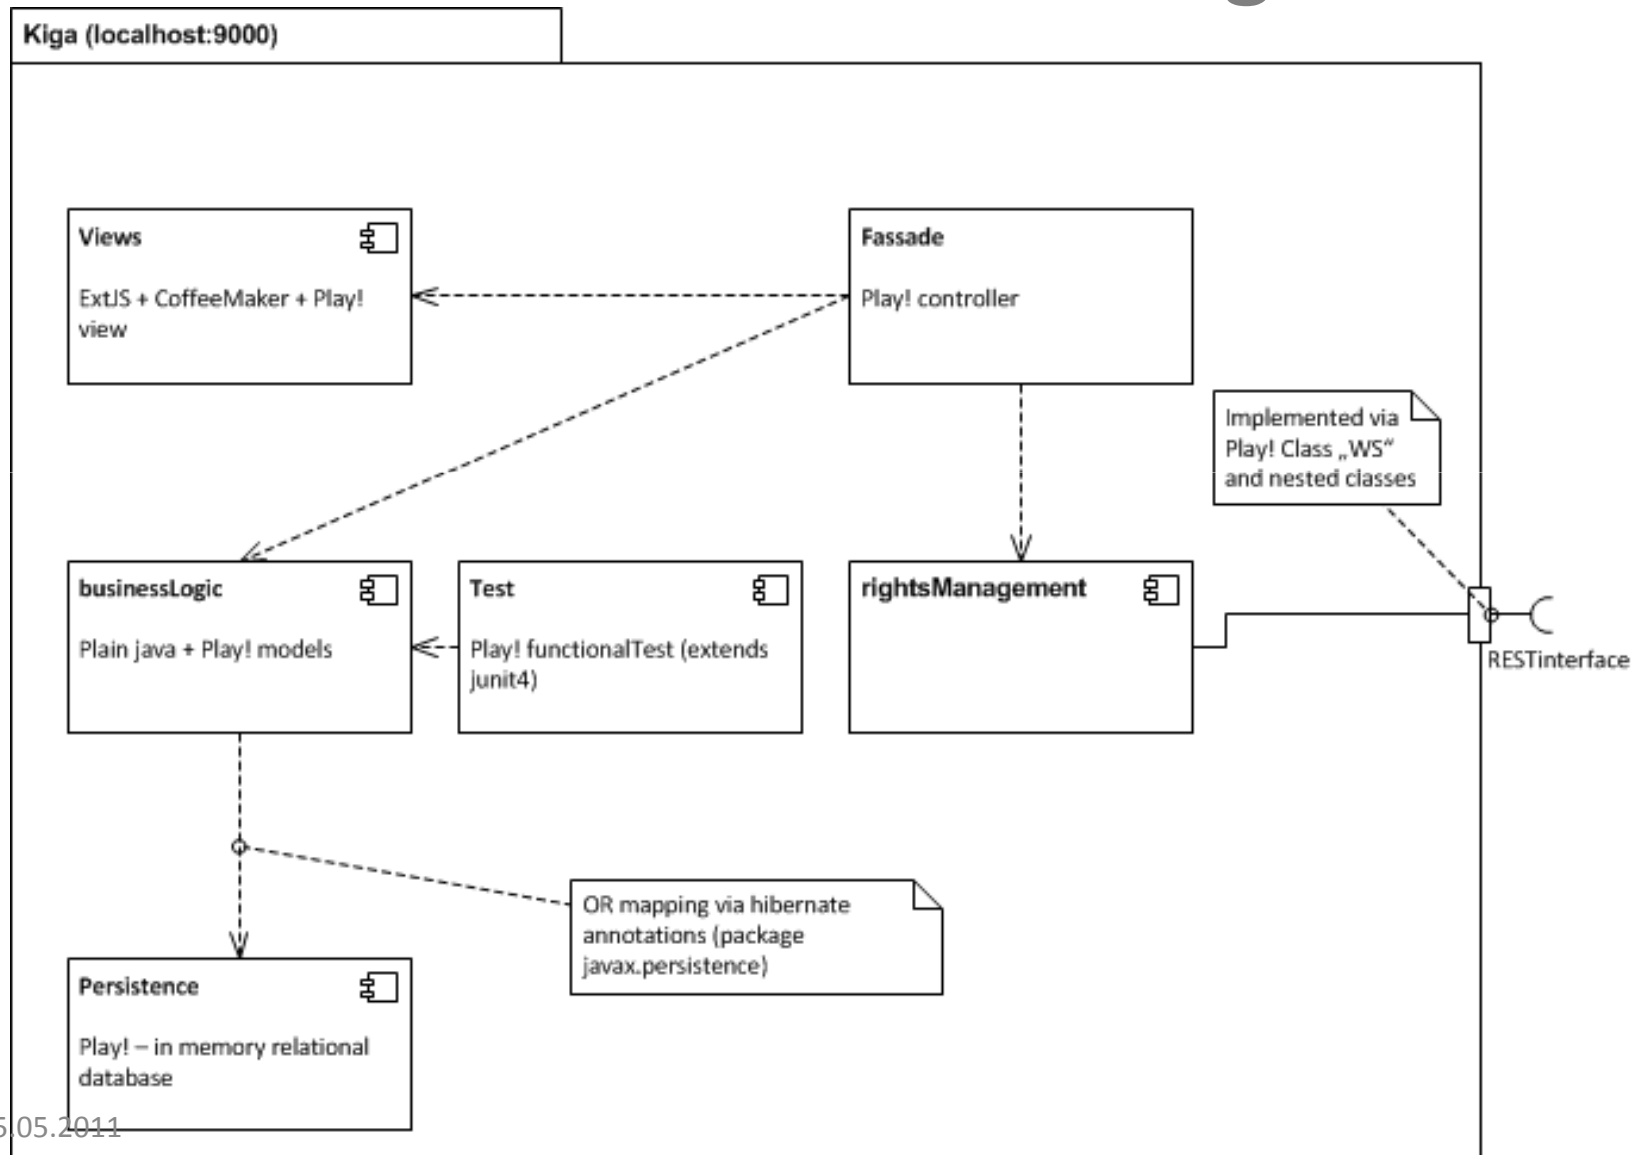 Kiga (localhost:9000)
Views
ExtJS + CoffeeMaker + Play!
view
Fassade
Play! controller
Implemented via
Play! Class „WS“
and nested classes
businessLogic
Plain java + Play! models
Test
Play! functionalTest (extends
junit4)
rightsManagement
RESTinterface
OR mapping via hibernate
annotations (package
javax.persistence)
Persistence
Play! – in memory relational
database
5.05.2011